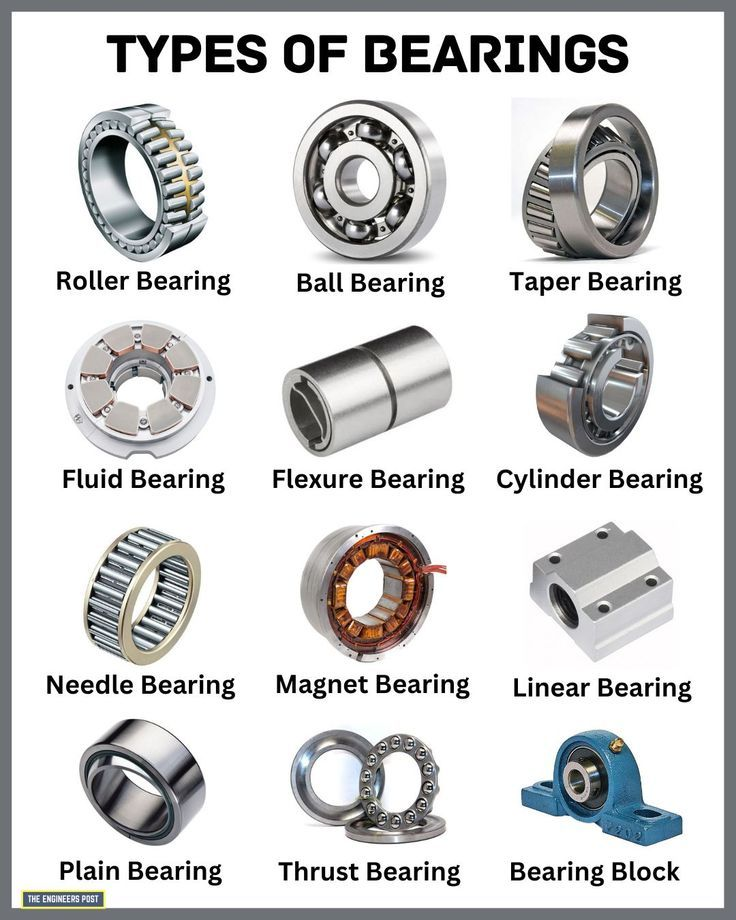 TYPES OF BEARINGS
Roller Bearing
Ball Bearing
Taper Bearing
Fluid Bearing
Flexure Bearing
Cylinder Bearing
Needle Bearing
Magnet Bearing
Linear Bearing
Plain Bearing
Thrust Bearing
Bearing Block
THE ENGINEERS POST